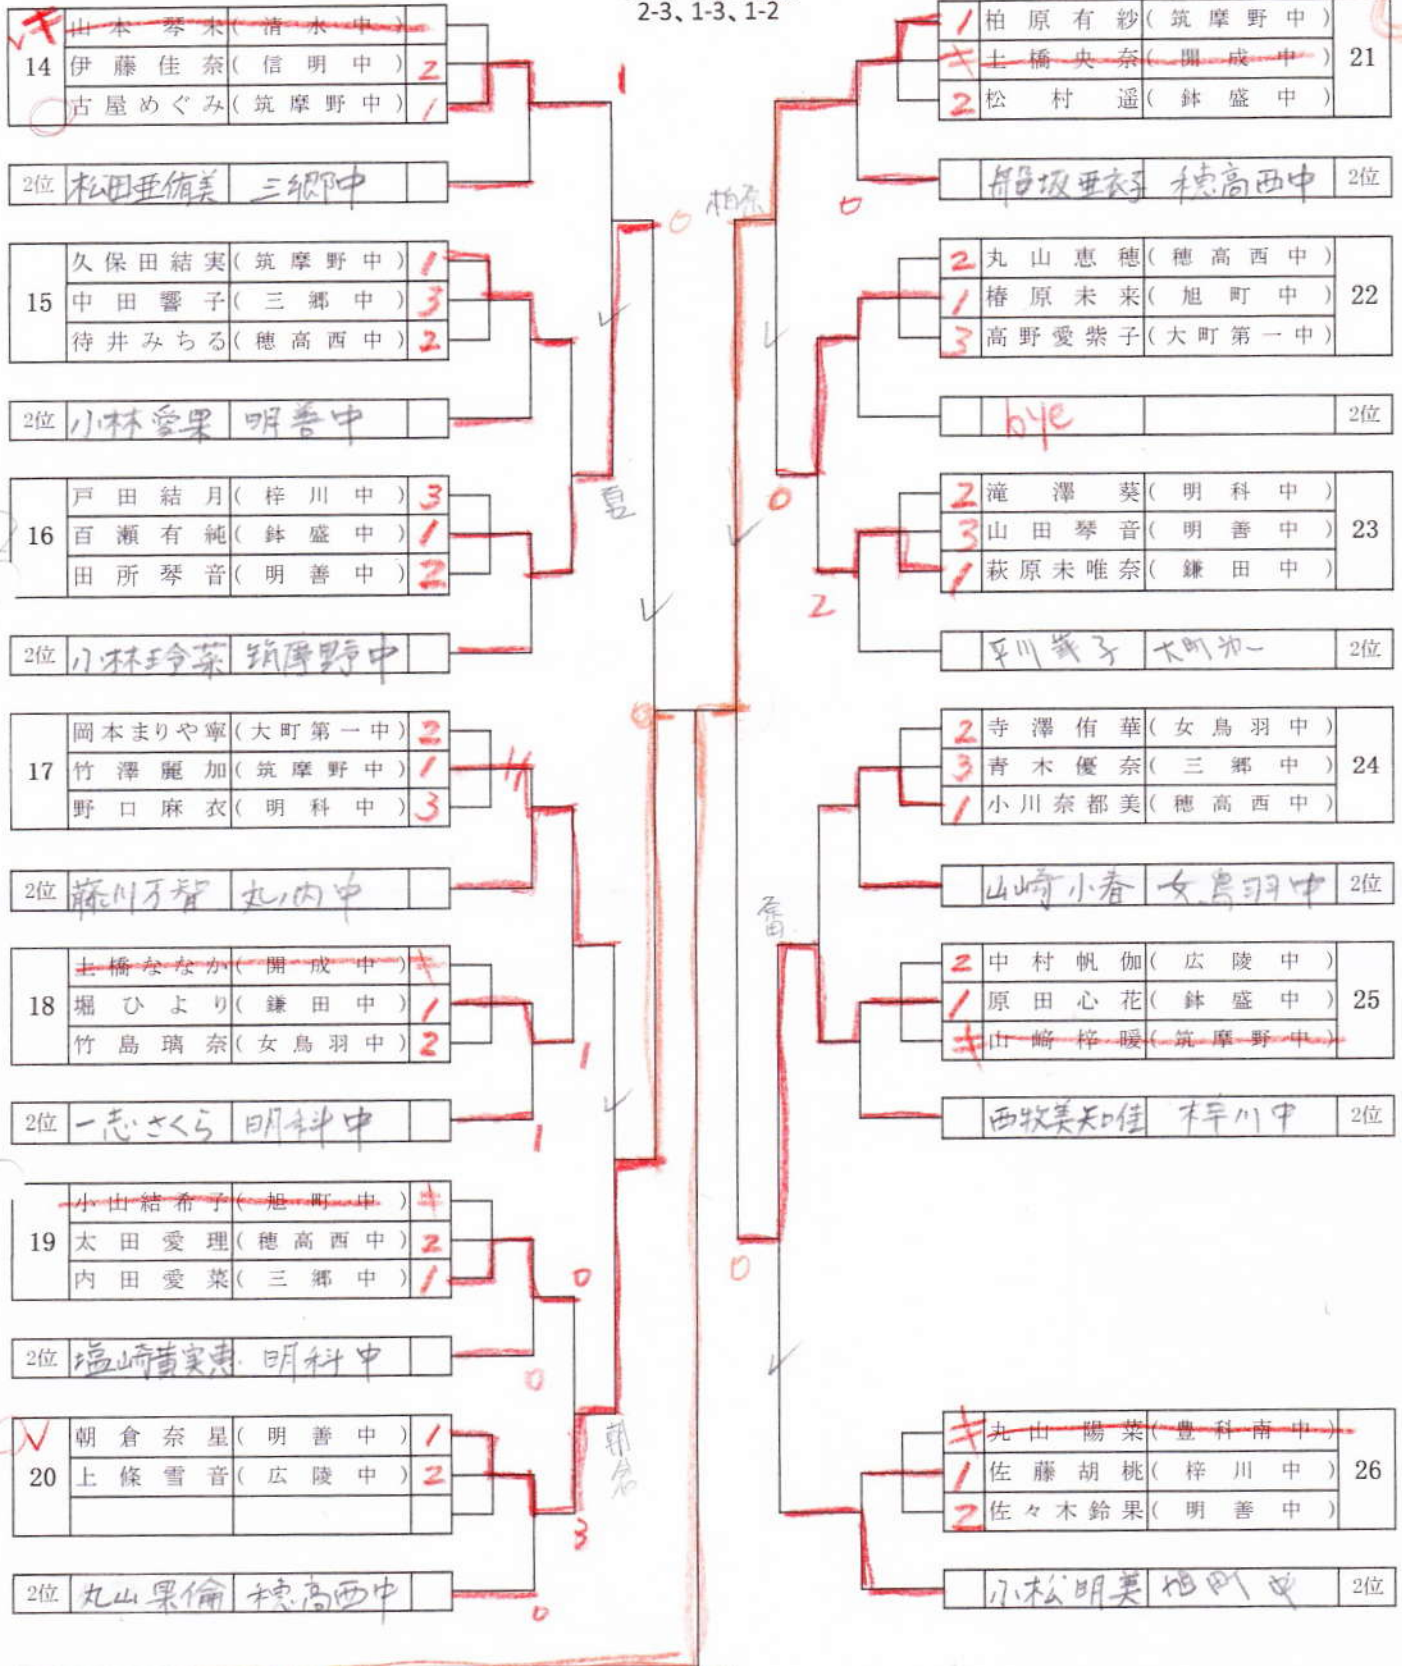 2-3、1-3、1-2
山本琴未(清水中)
14 伊藤佳奈(信明中) 2
古屋めぐみ(筑摩野中) 1
2位 松田亜侑美 三郷中
久保田結実(筑摩野中) 1
15 中田響子(三郷中) 3
待井みちる(穂高西中) 2
2位 小林愛果 明善中
戸田結月(梓川中) 3
16 百瀬有純(鉢盛中) 1
田所琴音(明善中) 2
2位 小林玲菜 筑摩野中
岡本まりや寧(大町第一中) 2
17 竹澤麗加(筑摩野中) 1
野口麻衣(明科中) 3
2位 藤川万智 丸ノ内中
土橋ななか(開成中)
18 堀ひより(鎌田中) 1
竹島璃奈(女鳥羽中) 2
2位 一志さくら 明科中
小山結希子(旭町中)
19 太田愛理(穂高西中) 2
内田愛菜(三郷中) 1
2位 塩崎貴実恵 明科中
朝倉奈星(明善中) 1
20 上條雪音(広陵中) 2
2位 丸山果倫 穂高西中
1
0
1
1
0
0
3
0
朝倉
0
柏原
0
0
2
0
1 柏原有紗(筑摩野中)
土橋央奈(開成中) 21
2 松村遥(鉢盛中)
船坂亜衣子 穂高西中 2位
2 丸山恵穂(穂高西中)
1 椿原未来(旭町中) 22
3 高野愛紫子(大町第一中)
bye 2位
2 滝澤葵(明科中)
3 山田琴音(明善中) 23
1 萩原未唯奈(鎌田中)
2位
2 寺澤侑華(女鳥羽中)
3 青木優奈(三郷中) 24
1 小川奈都美(穂高西中)
山崎小春 女鳥羽中 2位
2 中村帆伽(広陵中)
1 原田心花(鉢盛中) 25
山崎梓暖(筑摩野中)
西牧美知佳 梓川中 2位
丸山陽菜(豊科南中)
1 佐藤胡桃(梓川中) 26
2 佐々木鈴果(明善中)
小松明美 旭町中 2位